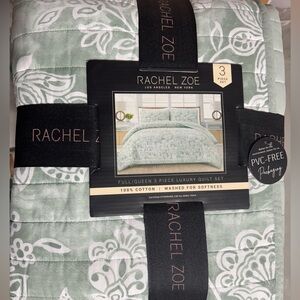 RACHEL ZOE
LOS ANGELES NEW YORK
3
PIECE SET
RACHEL Z
FULL/QUEEN 3 PIECE LUXURY QUILT SET
100% COTTON | WASHED FOR SOFTNESS
PVC-FREE
Packaging
RACHEL ZOE